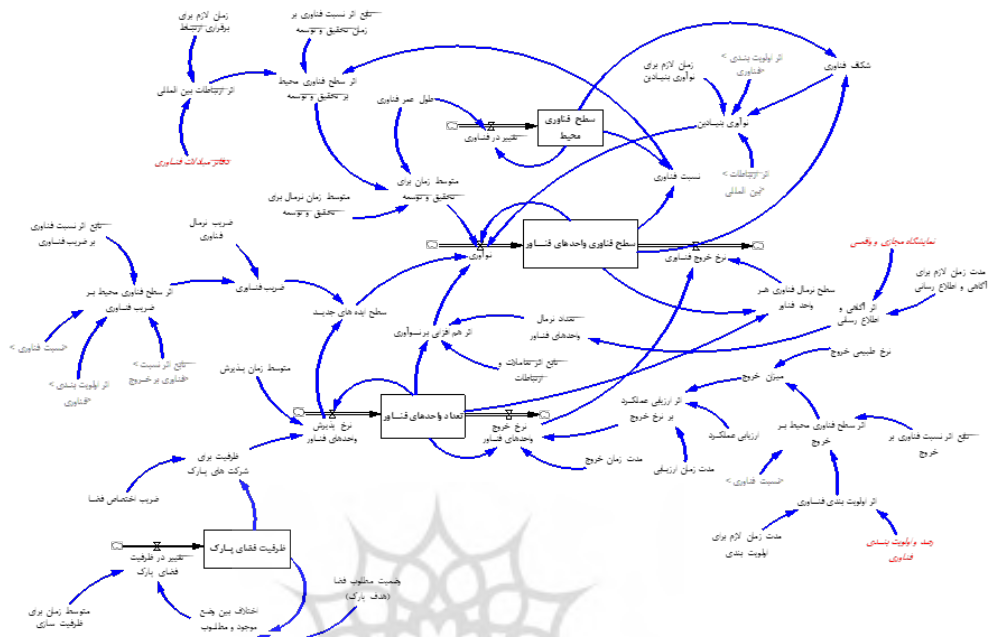 زمان لازم برای
برقراری ارتباط
تابع اثر نسبت فناوری بر
زمان تحقیق و توسعه
اثر ارتباطات بین المللی
اثر سطح فناوری محیط
بر تحقیق و توسعه
دفاتر مبادلات فناوری
طول عمر فناوری
تغییر در فناوری
سطح فناوری
محیط
زمان لازم برای
نوآوری بنیادین
< اثر اولویت بندی
فناوری>
شکاف فناوری
نوآوری بنیادین
< اثر ارتباطات
بین المللی>
نسبت فناوری
متوسط زمان نرمال برای
تحقیق و توسعه
متوسط زمان برای
تحقیق و توسعه
نوآوری
سطح فناوری واحدهای فناور
نرخ خروج فناوری
نمایشگاه مجازی و واقعی
مدت زمان لازم برای
آگاهی و اطلاع رسانی
اثر آگاهی و
اطلاع رسانی
سطح نرمال فناوری هر
واحد فناور
تابع اثر نسبت فناوری
بر ضریب فناوری
ضریب نرمال
فناوری
اثر سطح فناوری محیط بر
ضریب فناوری
ضریب فناوری
سطح ایده های جدید
< نسبت فناوری>
< اثر اولویت بندی
فناوری>
< تابع اثر نسبت
فناوری بر خروج>
اثر هم افزایی بر نوآوری
تعداد نرمال
واحدهای فناور
تابع اثر تعاملات و
ارتباطات
متوسط زمان پذیرش
نرخ پذیرش
واحدهای فناور
تعداد واحدهای فناور
نرخ خروج
واحدهای فناور
نرخ طبیعی خروج
میزان خروج
اثر ارزیابی عملکرد
بر نرخ خروج
ارزیابی عملکرد
مدت زمان ارزیابی
مدت زمان خروج
اثر سطح فناوری محیط بر
خروج
تابع اثر نسبت فناوری بر
خروج
< نسبت فناوری>
اثر اولویت بندی فناوری
مدت زمان لازم برای
اولویت بندی
رصد و اولویت بندی
فناوری
ظرفیت برای
شرکت های پارک
ضریب اختصاص فضا
ظرفیت فضای پارک
تغییر در ظرفیت
فضای پارک
متوسط زمان برای
ظرفیت سازی
اختلاف بین وضع
موجود و مطلوب
وضعیت مطلوب فضا
(هدف پارک)